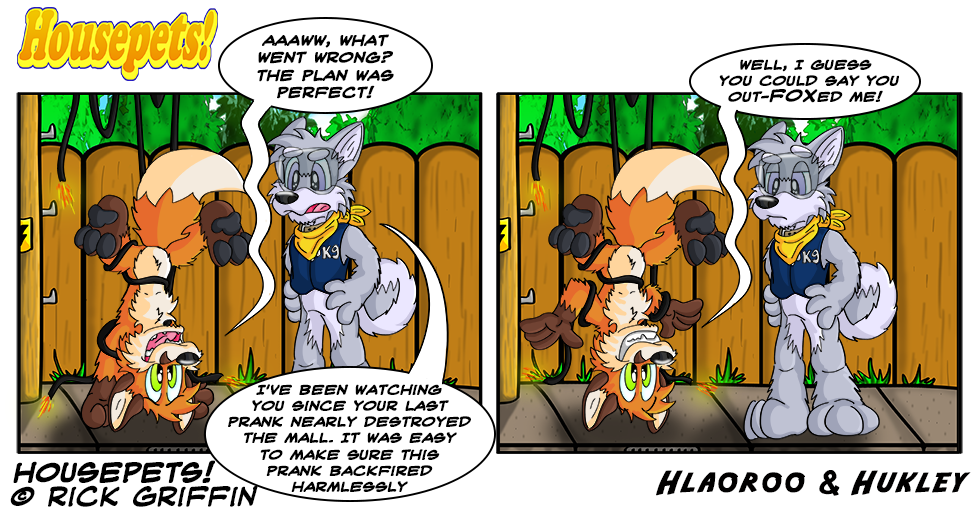 Housepets!
AAAWW, WHAT
WENT WRONG?
THE PLAN WAS
PERFECT!
K9
I'VE BEEN WATCHING
YOU SINCE YOUR LAST
PRANK NEARLY DESTROYED
THE MALL. IT WAS EASY
TO MAKE SURE THIS
PRANK BACKFIRED
HARMLESSLY
WELL, I GUESS
YOU COULD SAY YOU
OUT-FOXED ME!
K9
HOUSEPETS!
© RICK GRIFFIN
HLAOROO & HUKLEY